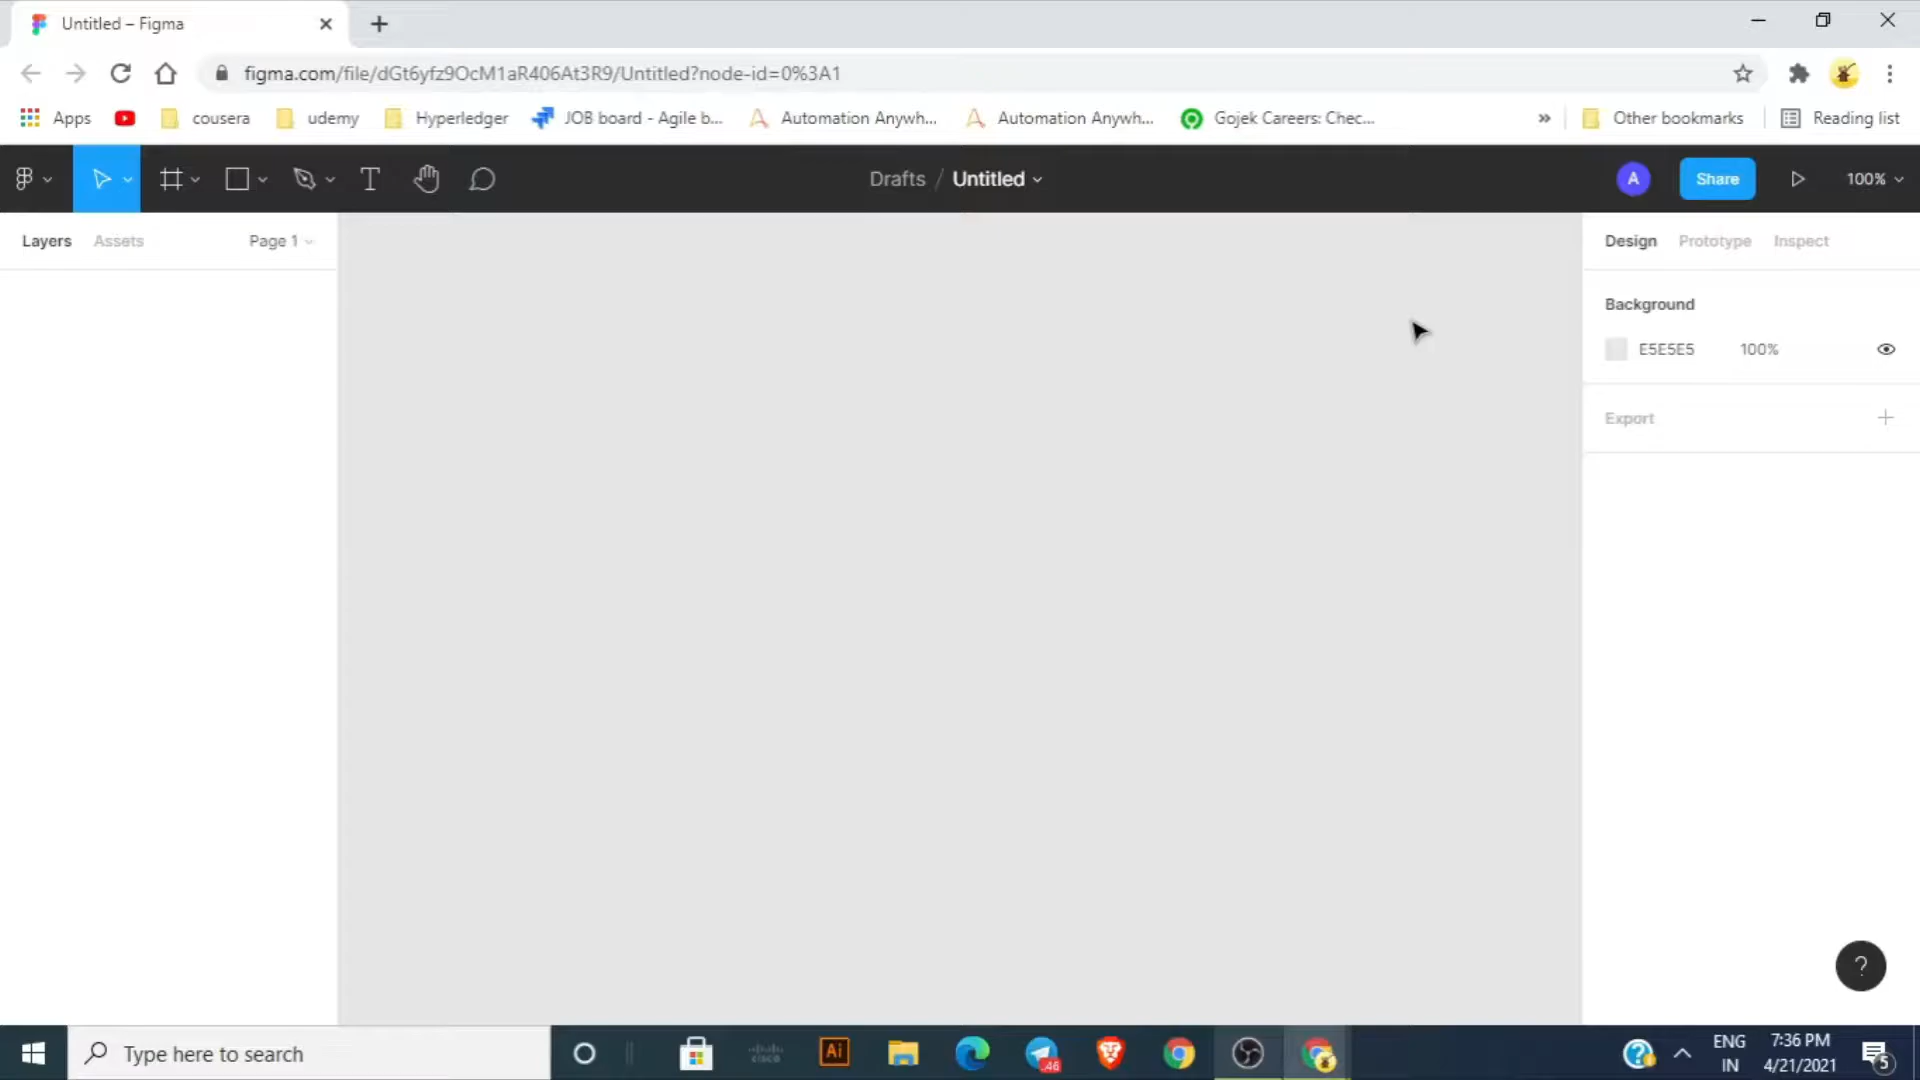 Untitled – Figma
figma.com/file/dGt6yfz9OcM1aR406At3R9/Untitled?node-id=0%3A1
Apps cousera udemy Hyperledger JOB board - Agile b... Automation Anywh... Automation Anywh... Gojek Careers: Chec... » Other bookmarks Reading list
Drafts / Untitled A Share 100%
Layers Assets Page 1
Design Prototype Inspect
Background
E5E5E5 100%
Export
?
Type here to search
cisco
Ai
46
ENG
IN
7:36 PM
4/21/2021
5